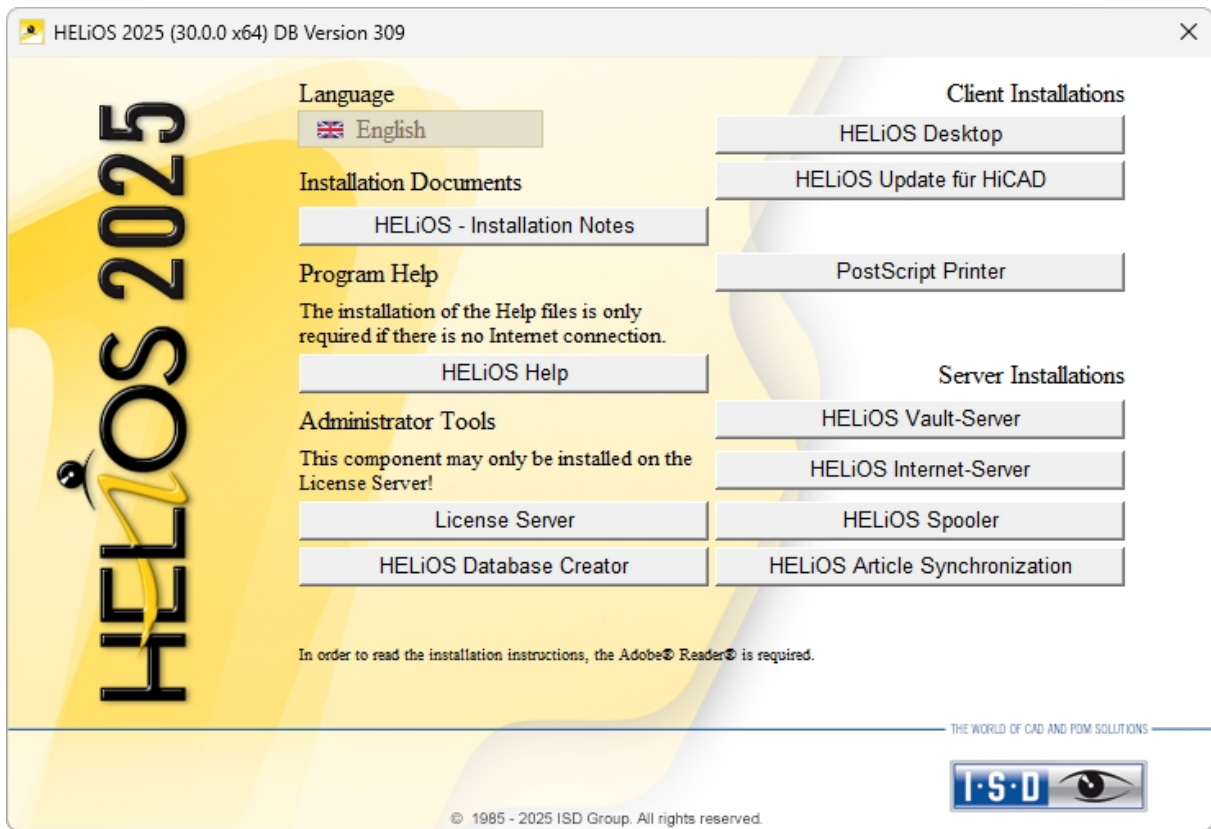 HELiOS 2025 (30.0.0 x64) DB Version 309
HELiOS 2025
Language
English
Installation Documents
HELiOS - Installation Notes
Program Help
The installation of the Help files is only
required if there is no Internet connection.
HELiOS Help
Administrator Tools
This component may only be installed on the
License Server!
License Server
HELiOS Database Creator
Client Installations
HELiOS Desktop
HELiOS Update für HiCAD
PostScript Printer
Server Installations
HELiOS Vault-Server
HELiOS Internet-Server
HELiOS Spooler
HELiOS Article Synchronization
In order to read the installation instructions, the Adobe® Reader® is required.
THE WORLD OF CAD AND PDM SOLUTIONS
I·S·D
© 1985 - 2025 ISD Group. All rights reserved.